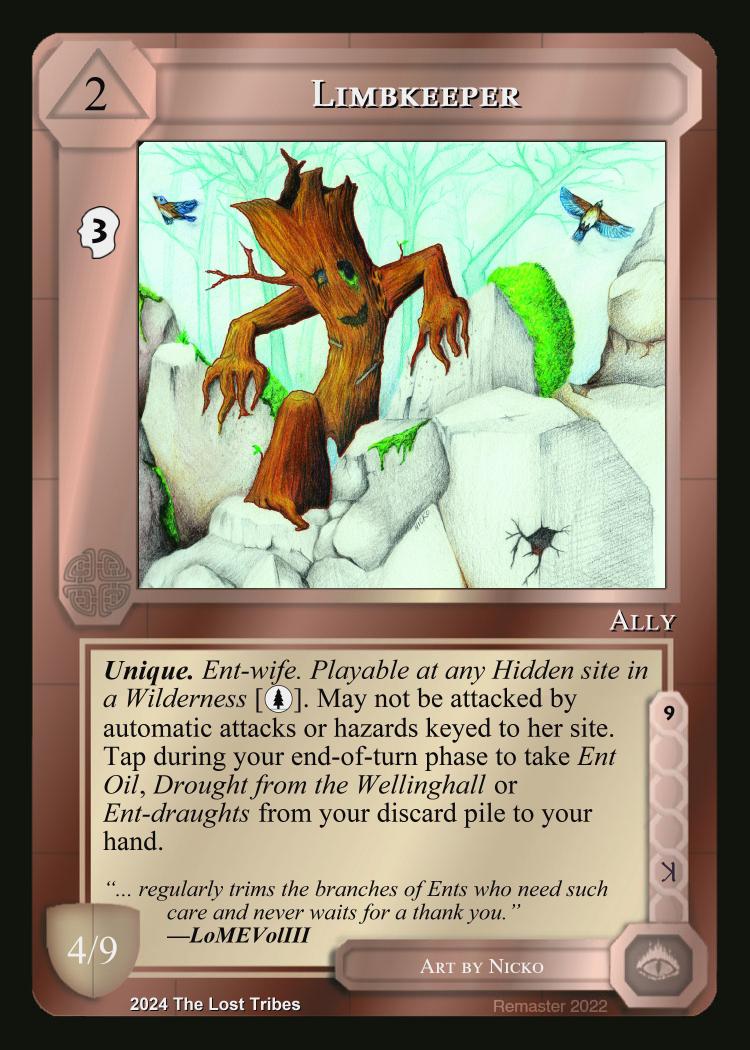 2
LIMBKEEPER
3
NICKO
ALLY
Unique. Ent-wife. Playable at any Hidden site in
a Wilderness [ ]. May not be attacked by
automatic attacks or hazards keyed to her site.
Tap during your end-of-turn phase to take Ent
Oil, Drought from the Wellinghall or
Ent-draughts from your discard pile to your
hand.
9
“... regularly trims the branches of Ents who need such
care and never waits for a thank you.”
—LoMEVolIII
4/9
ART BY NICKO
2024 The Lost Tribes
Remaster 2022